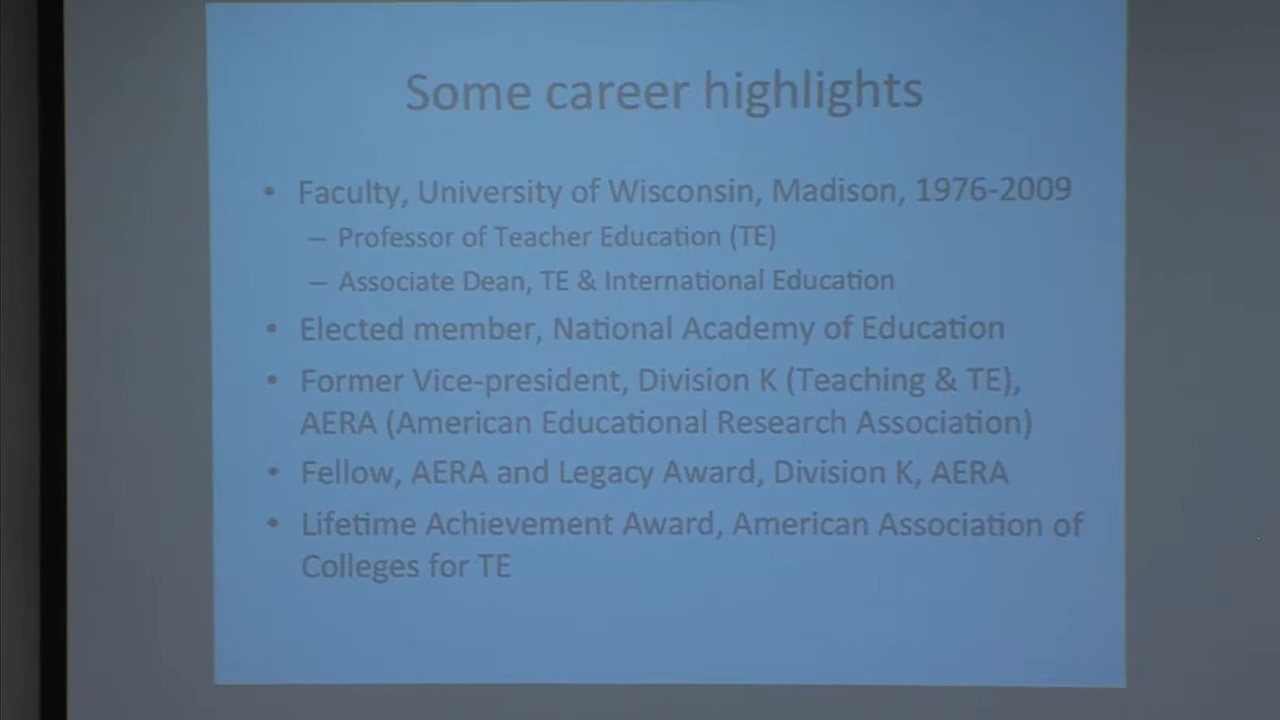 Some career highlights
• Faculty, University of Wisconsin, Madison, 1976-2009
– Professor of Teacher Education (TE)
– Associate Dean, TE & International Education
• Elected member, National Academy of Education
• Former Vice-president, Division K (Teaching & TE),
AERA (American Educational Research Association)
• Fellow, AERA and Legacy Award, Division K, AERA
• Lifetime Achievement Award, American Association of
Colleges for TE